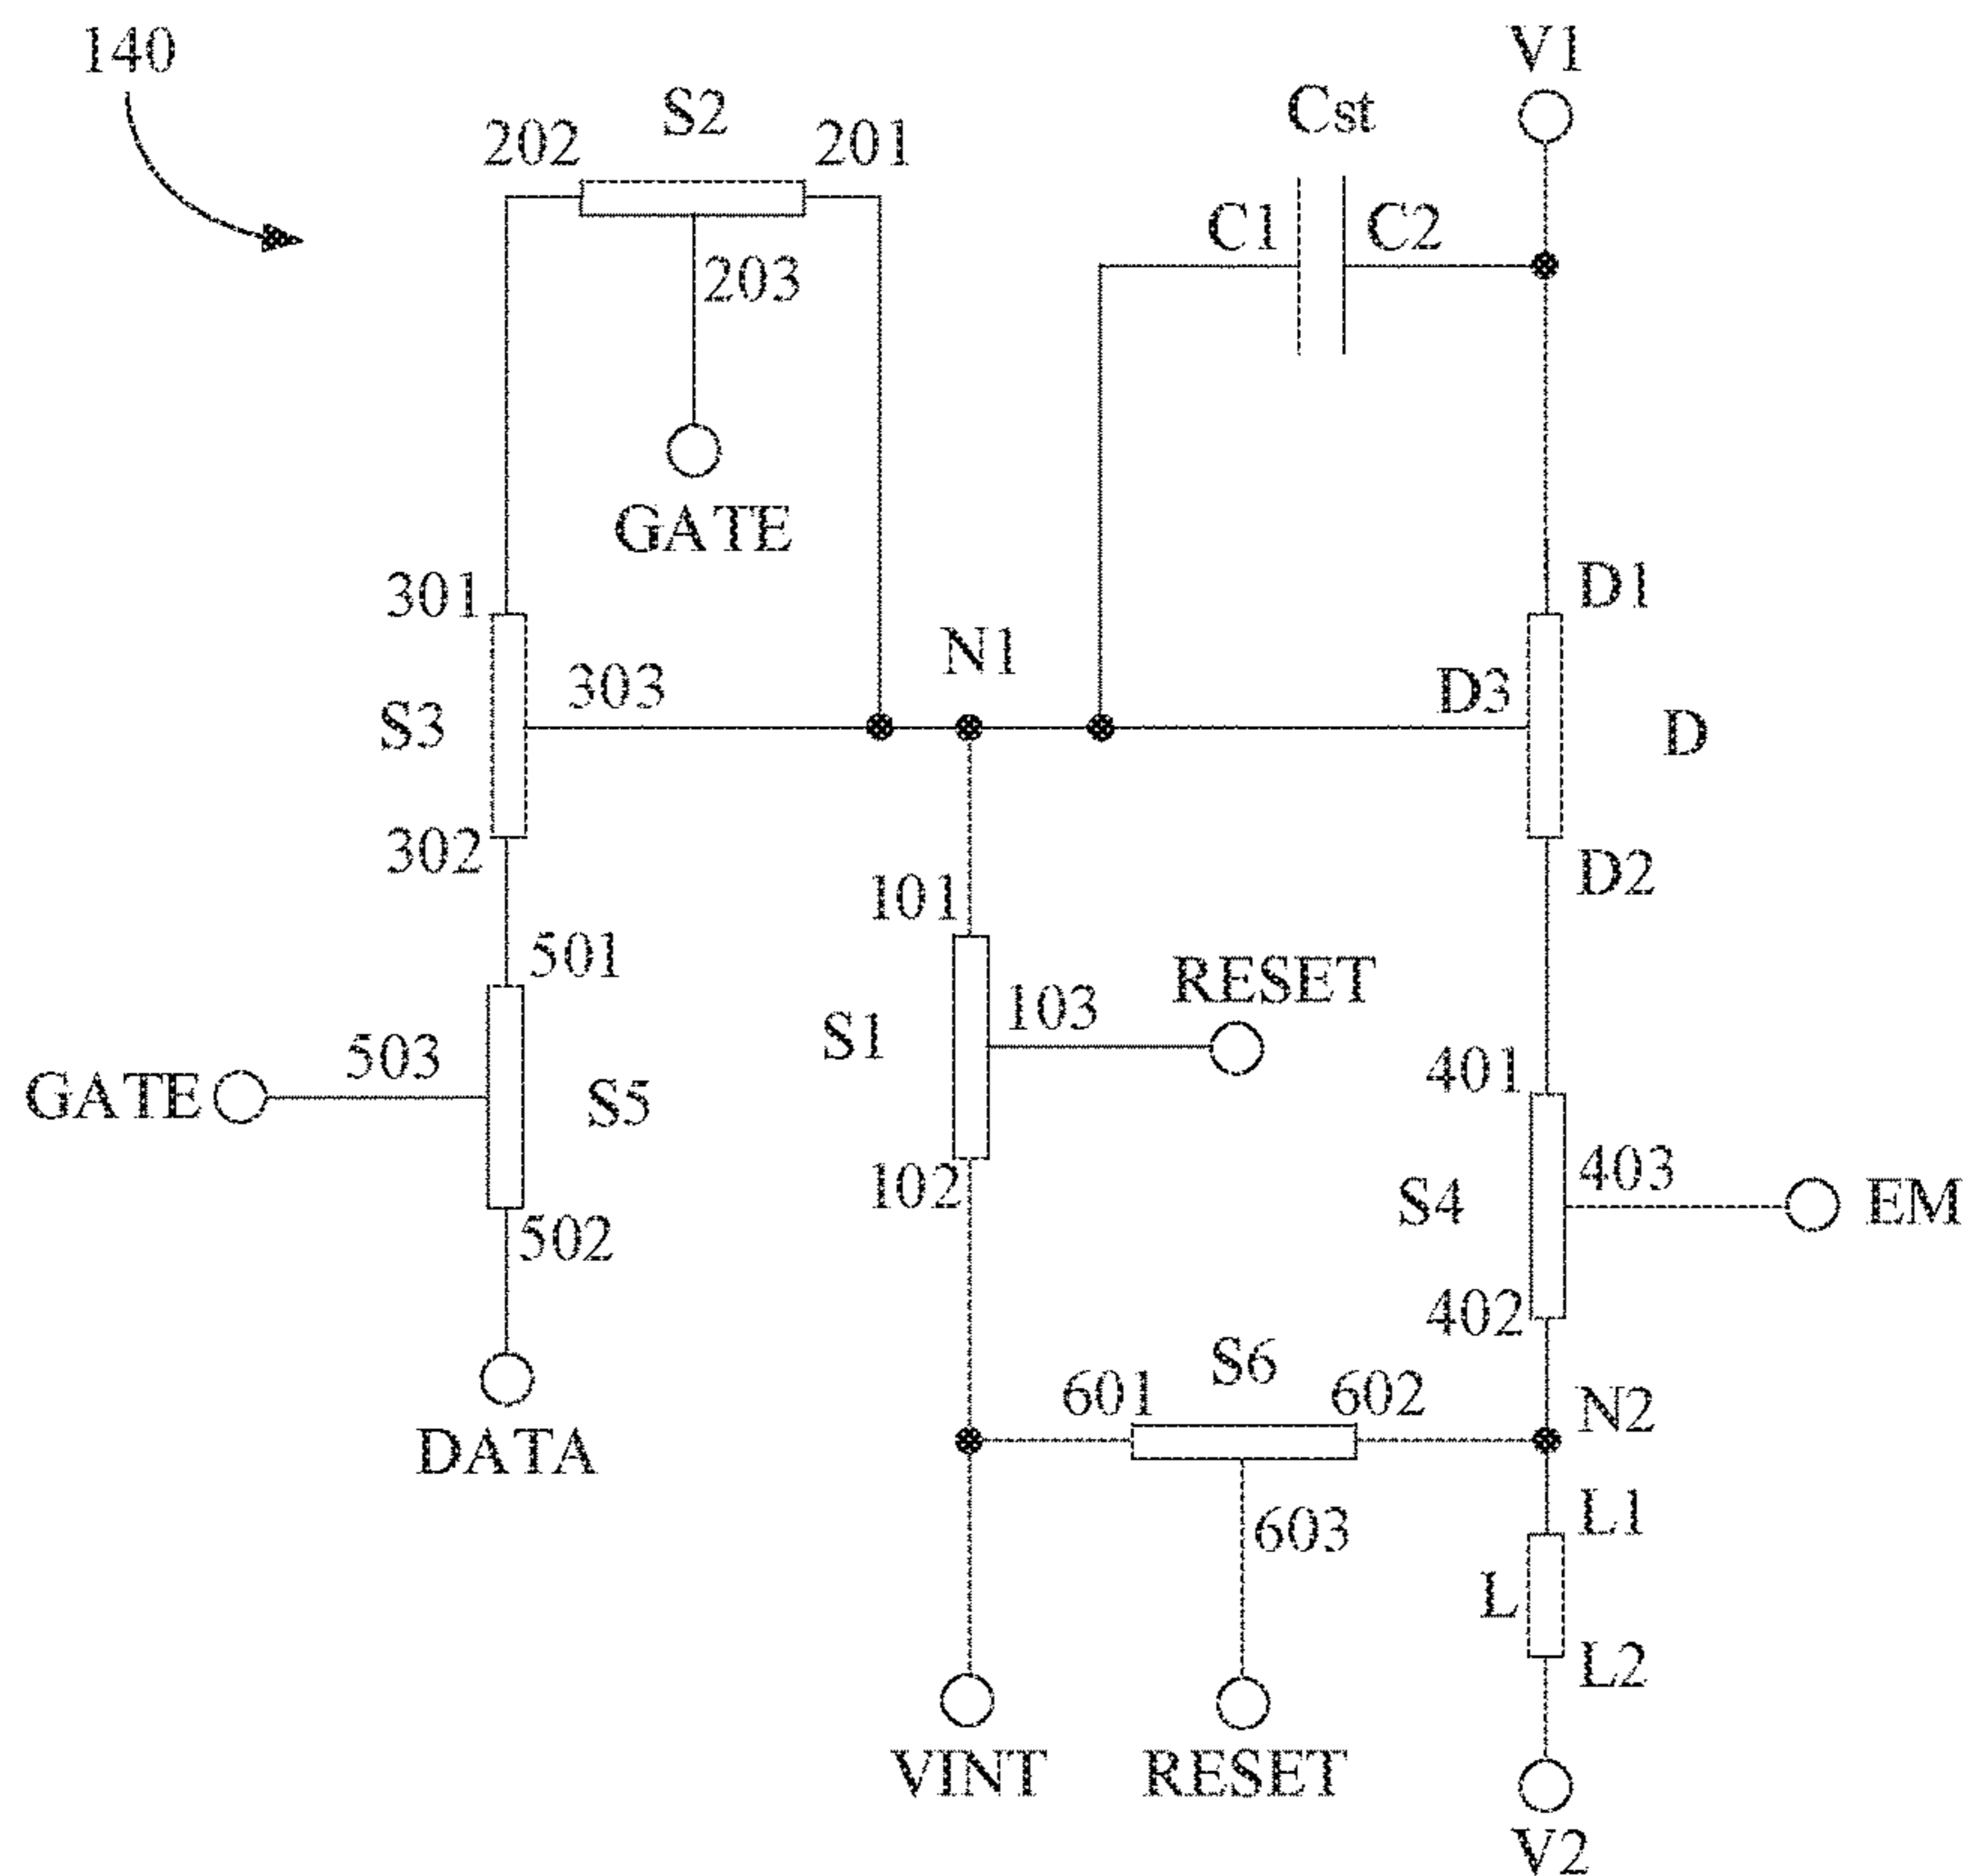 140
V1
S2
Cst
202
201
C1
C2
203
GATE
301
D1
N1
303
D3
S3
D
302
D2
101
501
RESET
103
S1
503
401
GATE
S5
403
102
S4
EM
502
402
S6
601
602
N2
DATA
L1
603
L
L2
VINT
RESET
V2